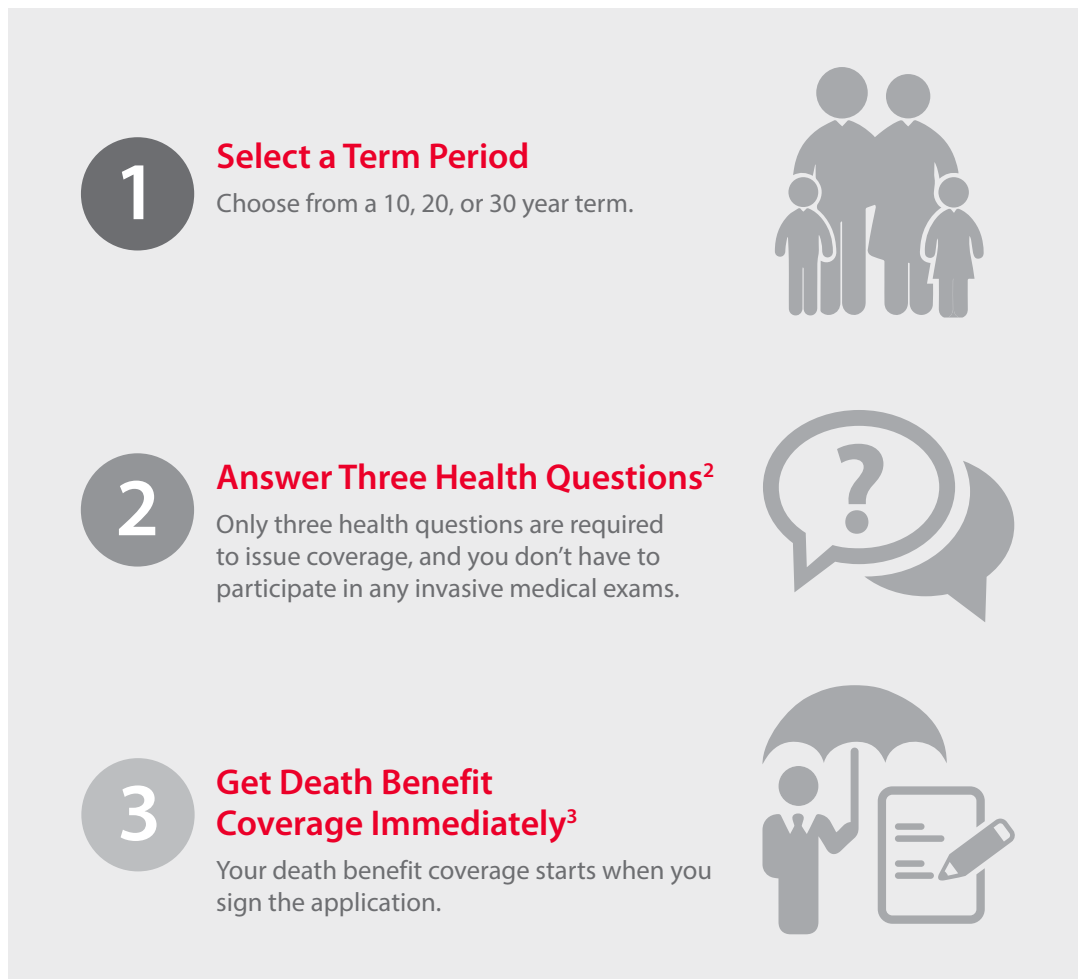 1
Select a Term Period
Choose from a 10, 20, or 30 year term.
2
Answer Three Health Questions²
Only three health questions are required
to issue coverage, and you don’t have to
participate in any invasive medical exams.
?
3
Get Death Benefit
Coverage Immediately³
Your death benefit coverage starts when you
sign the application.